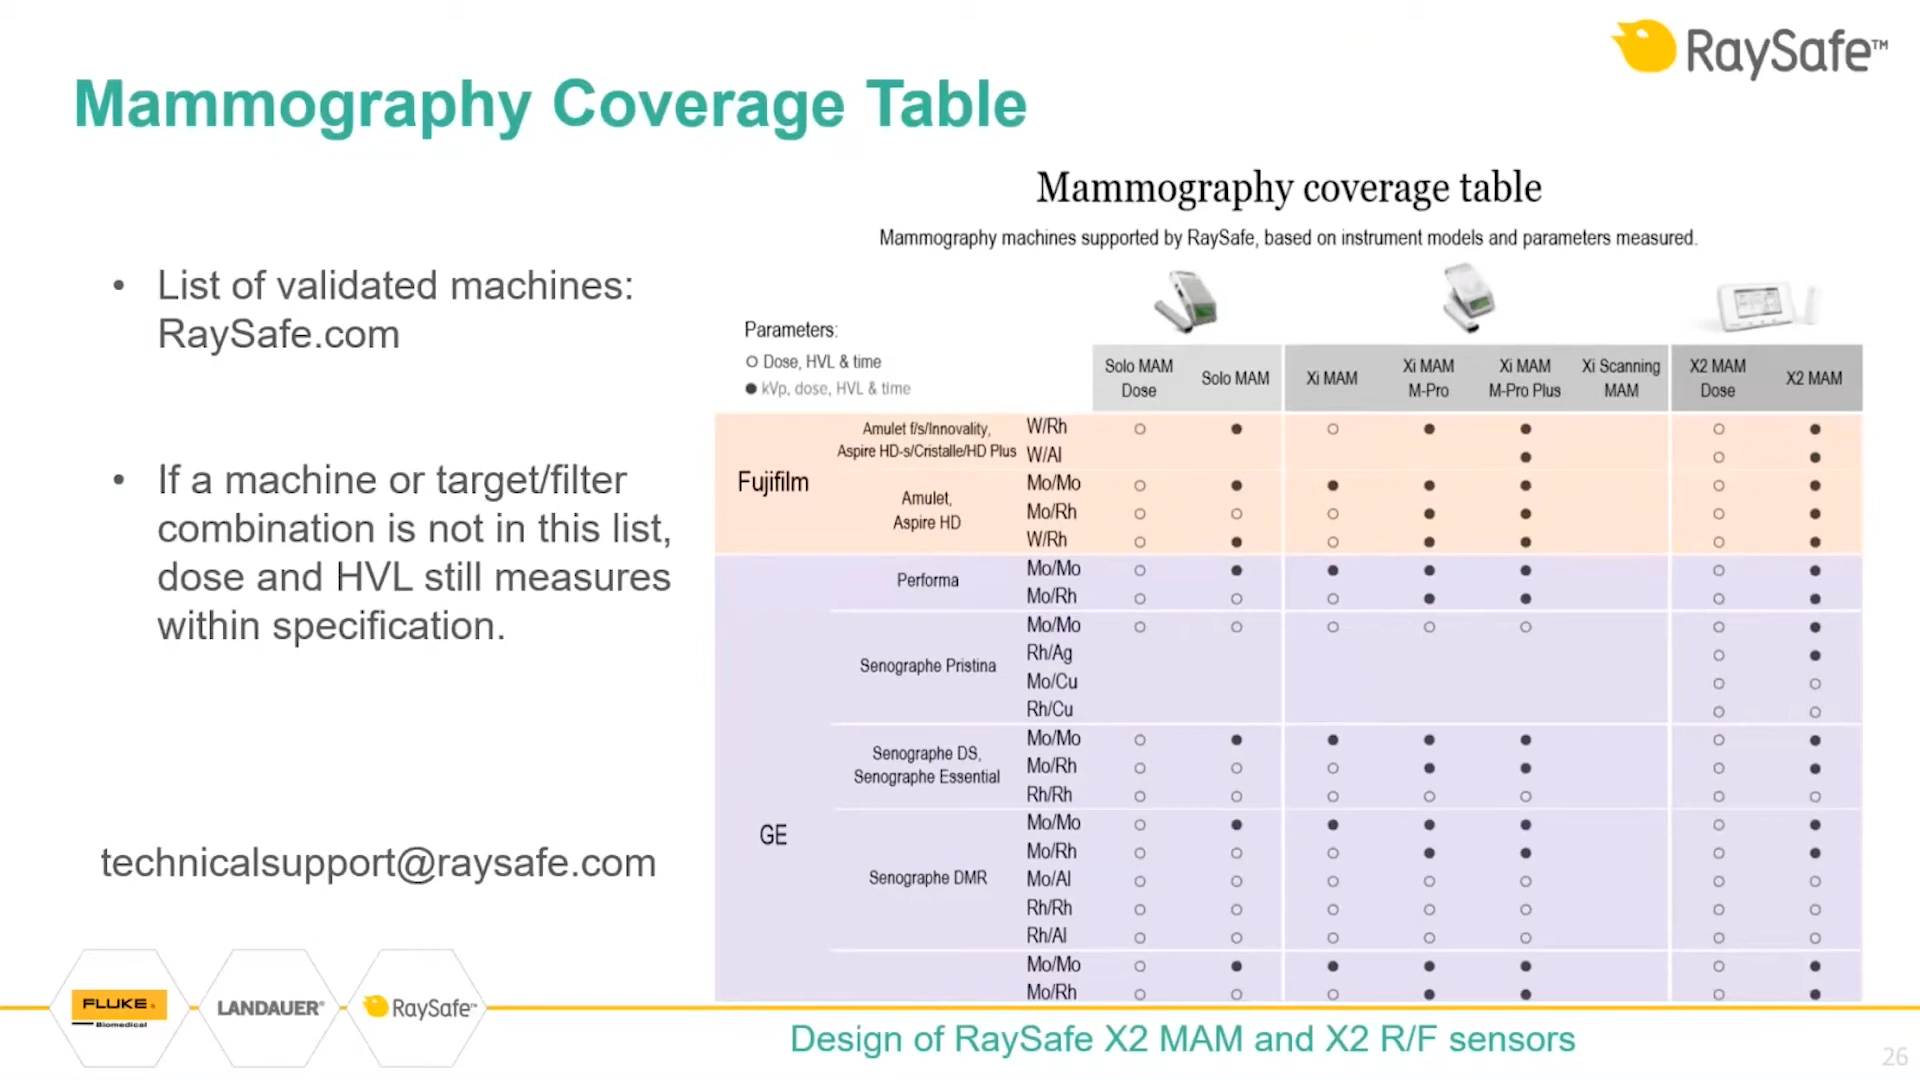 RaySafe™
Mammography Coverage Table
Mammography coverage table
Mammography machines supported by RaySafe, based on instrument models and parameters measured.
• List of validated machines:
RaySafe.com
• If a machine or target/filter
combination is not in this list,
dose and HVL still measures
within specification.
technicalsupport@raysafe.com
Parameters:
○ Dose, HVL & time
● kVp, dose, HVL & time
Solo MAM Dose Solo MAM Xi MAM Xi MAM M-Pro Xi MAM M-Pro Plus Xi Scanning MAM X2 MAM Dose X2 MAM
Fujifilm
Amulet f/s/Innovality,
Aspire HD-s/Cristalle/HD Plus
W/Rh ○ ● ○ ● ● ○ ●
W/Al ● ○ ●
Amulet,
Aspire HD
Mo/Mo ○ ● ● ● ● ○ ●
Mo/Rh ○ ○ ○ ● ● ○ ●
W/Rh ○ ● ○ ● ● ○ ●
GE
Performa
Mo/Mo ○ ● ● ● ● ○ ●
Mo/Rh ○ ○ ○ ● ● ○ ●
Senographe Pristina
Mo/Mo ○ ○ ○ ○ ○ ○ ●
Rh/Ag ○ ●
Mo/Cu ○ ○
Rh/Cu ○ ○
Senographe DS,
Senographe Essential
Mo/Mo ○ ● ● ● ● ○ ●
Mo/Rh ○ ○ ○ ● ● ○ ●
Rh/Rh ○ ○ ○ ○ ○ ○ ○
Senographe DMR
Mo/Mo ○ ● ● ● ● ○ ●
Mo/Rh ○ ○ ○ ● ● ○ ●
Mo/Al ○ ○ ○ ○ ○ ○ ○
Rh/Rh ○ ○ ○ ○ ○ ○ ○
Rh/Al ○ ○ ○ ○ ○ ○ ○
Mo/Mo ○ ● ● ● ● ○ ●
Mo/Rh ○ ○ ○ ● ● ○ ●
FLUKE®
Biomedical
LANDAUER®
RaySafe™
Design of RaySafe X2 MAM and X2 R/F sensors
26